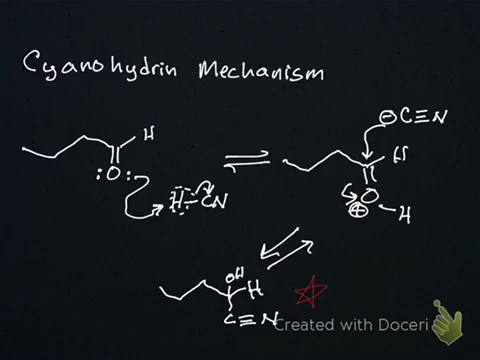 Cyanohydrin Mechanism
H
:O:
H-CN
⊖C≡N
H
O
⊕
H
OH
H
C≡N
Created with Doceri